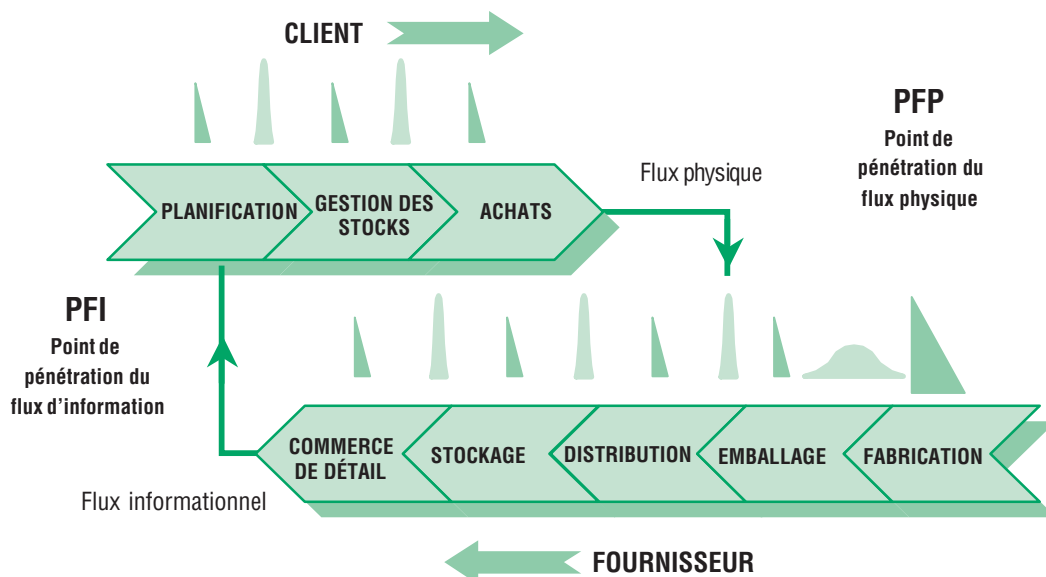 CLIENT
PFP
Point de
pénétration du
flux physique
Flux physique
PLANIFICATION
GESTION DES
STOCKS
ACHATS
PFI
Point de
pénétration du
flux d’information
COMMERCE
DE DÉTAIL
STOCKAGE
DISTRIBUTION
EMBALLAGE
FABRICATION
Flux informationnel
FOURNISSEUR